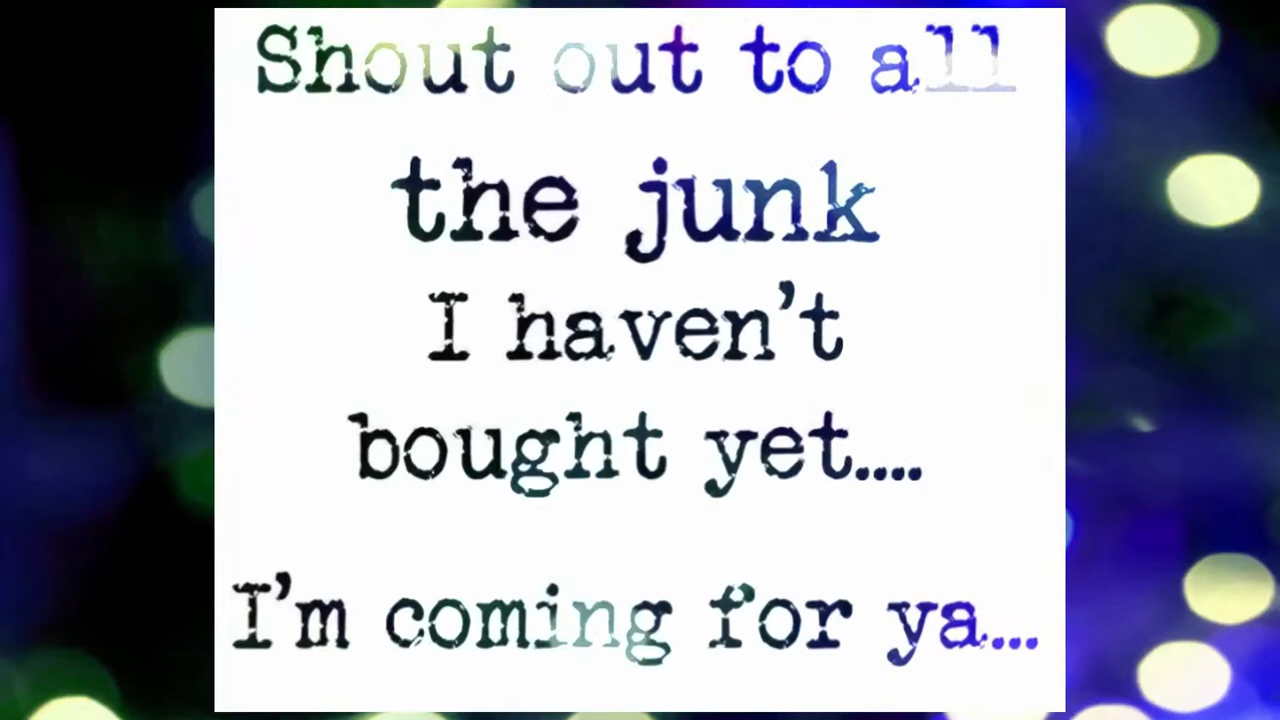 Shout out to all
the junk
I haven’t
bought yet....
I’m coming for ya...